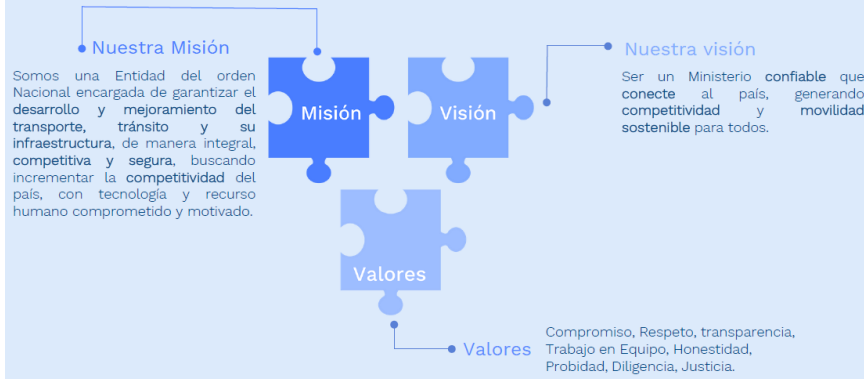 Nuestra Misión
Somos una Entidad del orden
Nacional encargada de garantizar el
desarrollo y mejoramiento del
transporte, tránsito y su
infraestructura, de manera integral,
competitiva y segura, buscando
incrementar la competitividad del
país, con tecnología y recurso
humano comprometido y motivado.
Misión
Visión
Nuestra visión
Ser un Ministerio confiable que
conecte al país, generando
competitividad y movilidad
sostenible para todos.
Valores
Valores
Compromiso, Respeto, transparencia,
Trabajo en Equipo, Honestidad,
Probidad, Diligencia, Justicia.